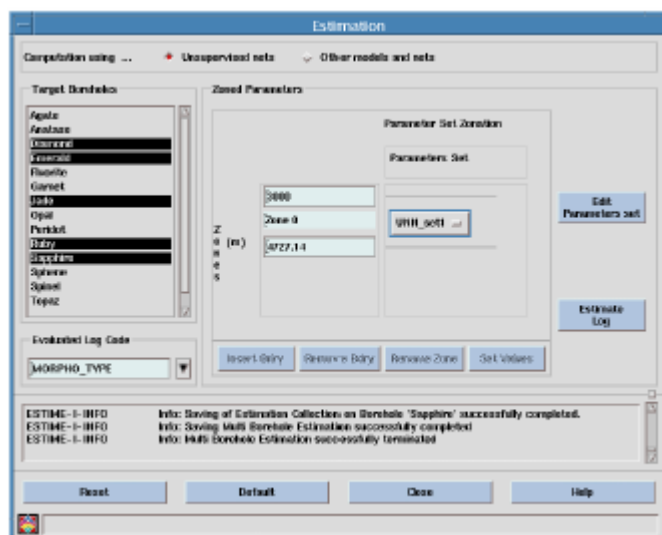 Estimation
Computation using ... Unsupervised nets Other models and nets
Target Boreholes
Zoned Parameters
Agate
Anatase
Diamond
Emerald
Fluorite
Garnet
Jade
Opal
Peridot
Ruby
Sapphire
Sphene
Spinel
Topaz
Parameter Set Zonation
Parameters Set
Zones
(m)
3000
Zone 0
4727.14
UNN_set1
Edit
Parameters set
Estimate
Log
Evaluated Log Code
MORPHO_TYPE
Insert Entry Remove Entry Rename Zone Set Values
ESTIME-I-INFO Info: Saving of Estimation Collection on Borehole 'Sapphire' successfully completed.
ESTIME-I-INFO Info: Saving Multi Borehole Estimation successfully completed
ESTIME-I-INFO Info: Multi Borehole Estimation successfully terminated
Reset Default Close Help